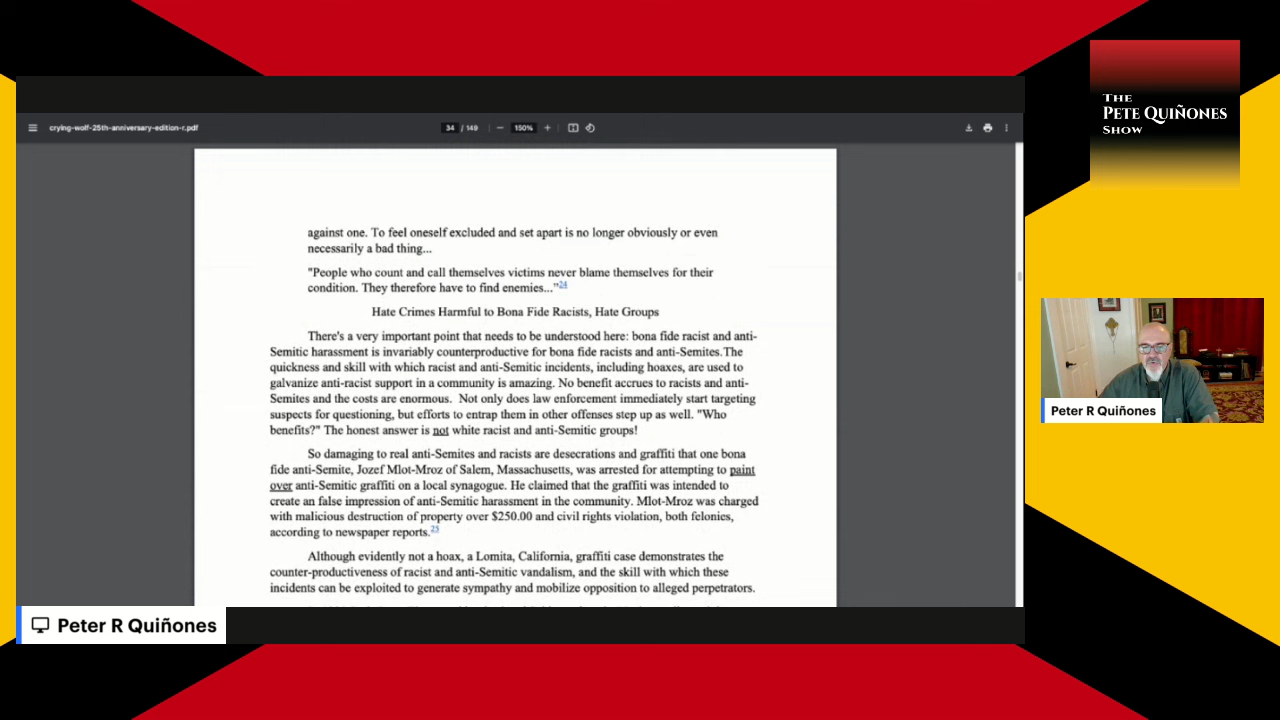 THE
PETE QUIÑONES
SHOW
crying-wolf-25th-anniversary-edition-r.pdf
34 / 149
150%
against one. To feel oneself excluded and set apart is no longer obviously or even
necessarily a bad thing...
"People who count and call themselves victims never blame themselves for their
condition. They therefore have to find enemies..."24
Hate Crimes Harmful to Bona Fide Racists, Hate Groups
There's a very important point that needs to be understood here: bona fide racist and anti-
Semitic harassment is invariably counterproductive for bona fide racists and anti-Semites.The
quickness and skill with which racist and anti-Semitic incidents, including hoaxes, are used to
galvanize anti-racist support in a community is amazing. No benefit accrues to racists and anti-
Semites and the costs are enormous. Not only does law enforcement immediately start targeting
suspects for questioning, but efforts to entrap them in other offenses step up as well. "Who
benefits?" The honest answer is not white racist and anti-Semitic groups!
So damaging to real anti-Semites and racists are desecrations and graffiti that one bona
fide anti-Semite, Jozef Mlot-Mroz of Salem, Massachusetts, was arrested for attempting to paint
over anti-Semitic graffiti on a local synagogue. He claimed that the graffiti was intended to
create an false impression of anti-Semitic harassment in the community. Mlot-Mroz was charged
with malicious destruction of property over $250.00 and civil rights violation, both felonies,
according to newspaper reports.25
Although evidently not a hoax, a Lomita, California, graffiti case demonstrates the
counter-productiveness of racist and anti-Semitic vandalism, and the skill with which these
incidents can be exploited to generate sympathy and mobilize opposition to alleged perpetrators.
Peter R Quiñones
Peter R Quiñones